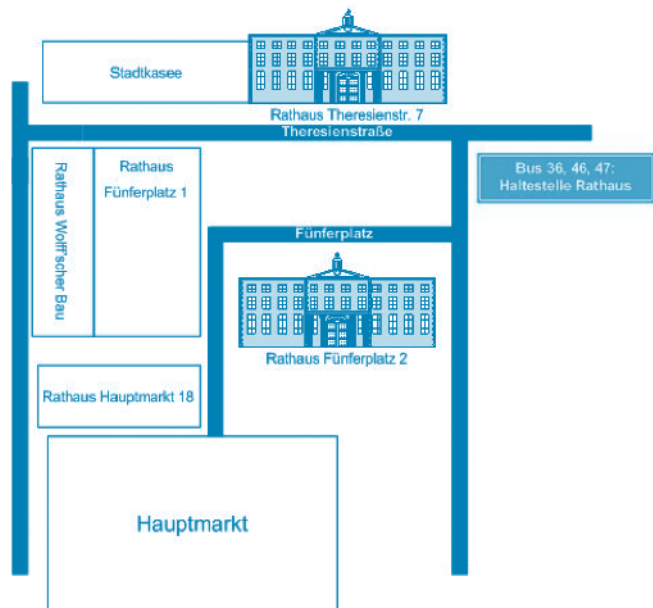 Stadtkasee
Rathaus Theresienstr. 7
Theresienstraße
Rathaus Wolff'scher Bau
Rathaus
Fünferplatz 1
Bus 36, 46, 47:
Haltestelle Rathaus
Fünferplatz
Rathaus Fünferplatz 2
Rathaus Hauptmarkt 18
Hauptmarkt